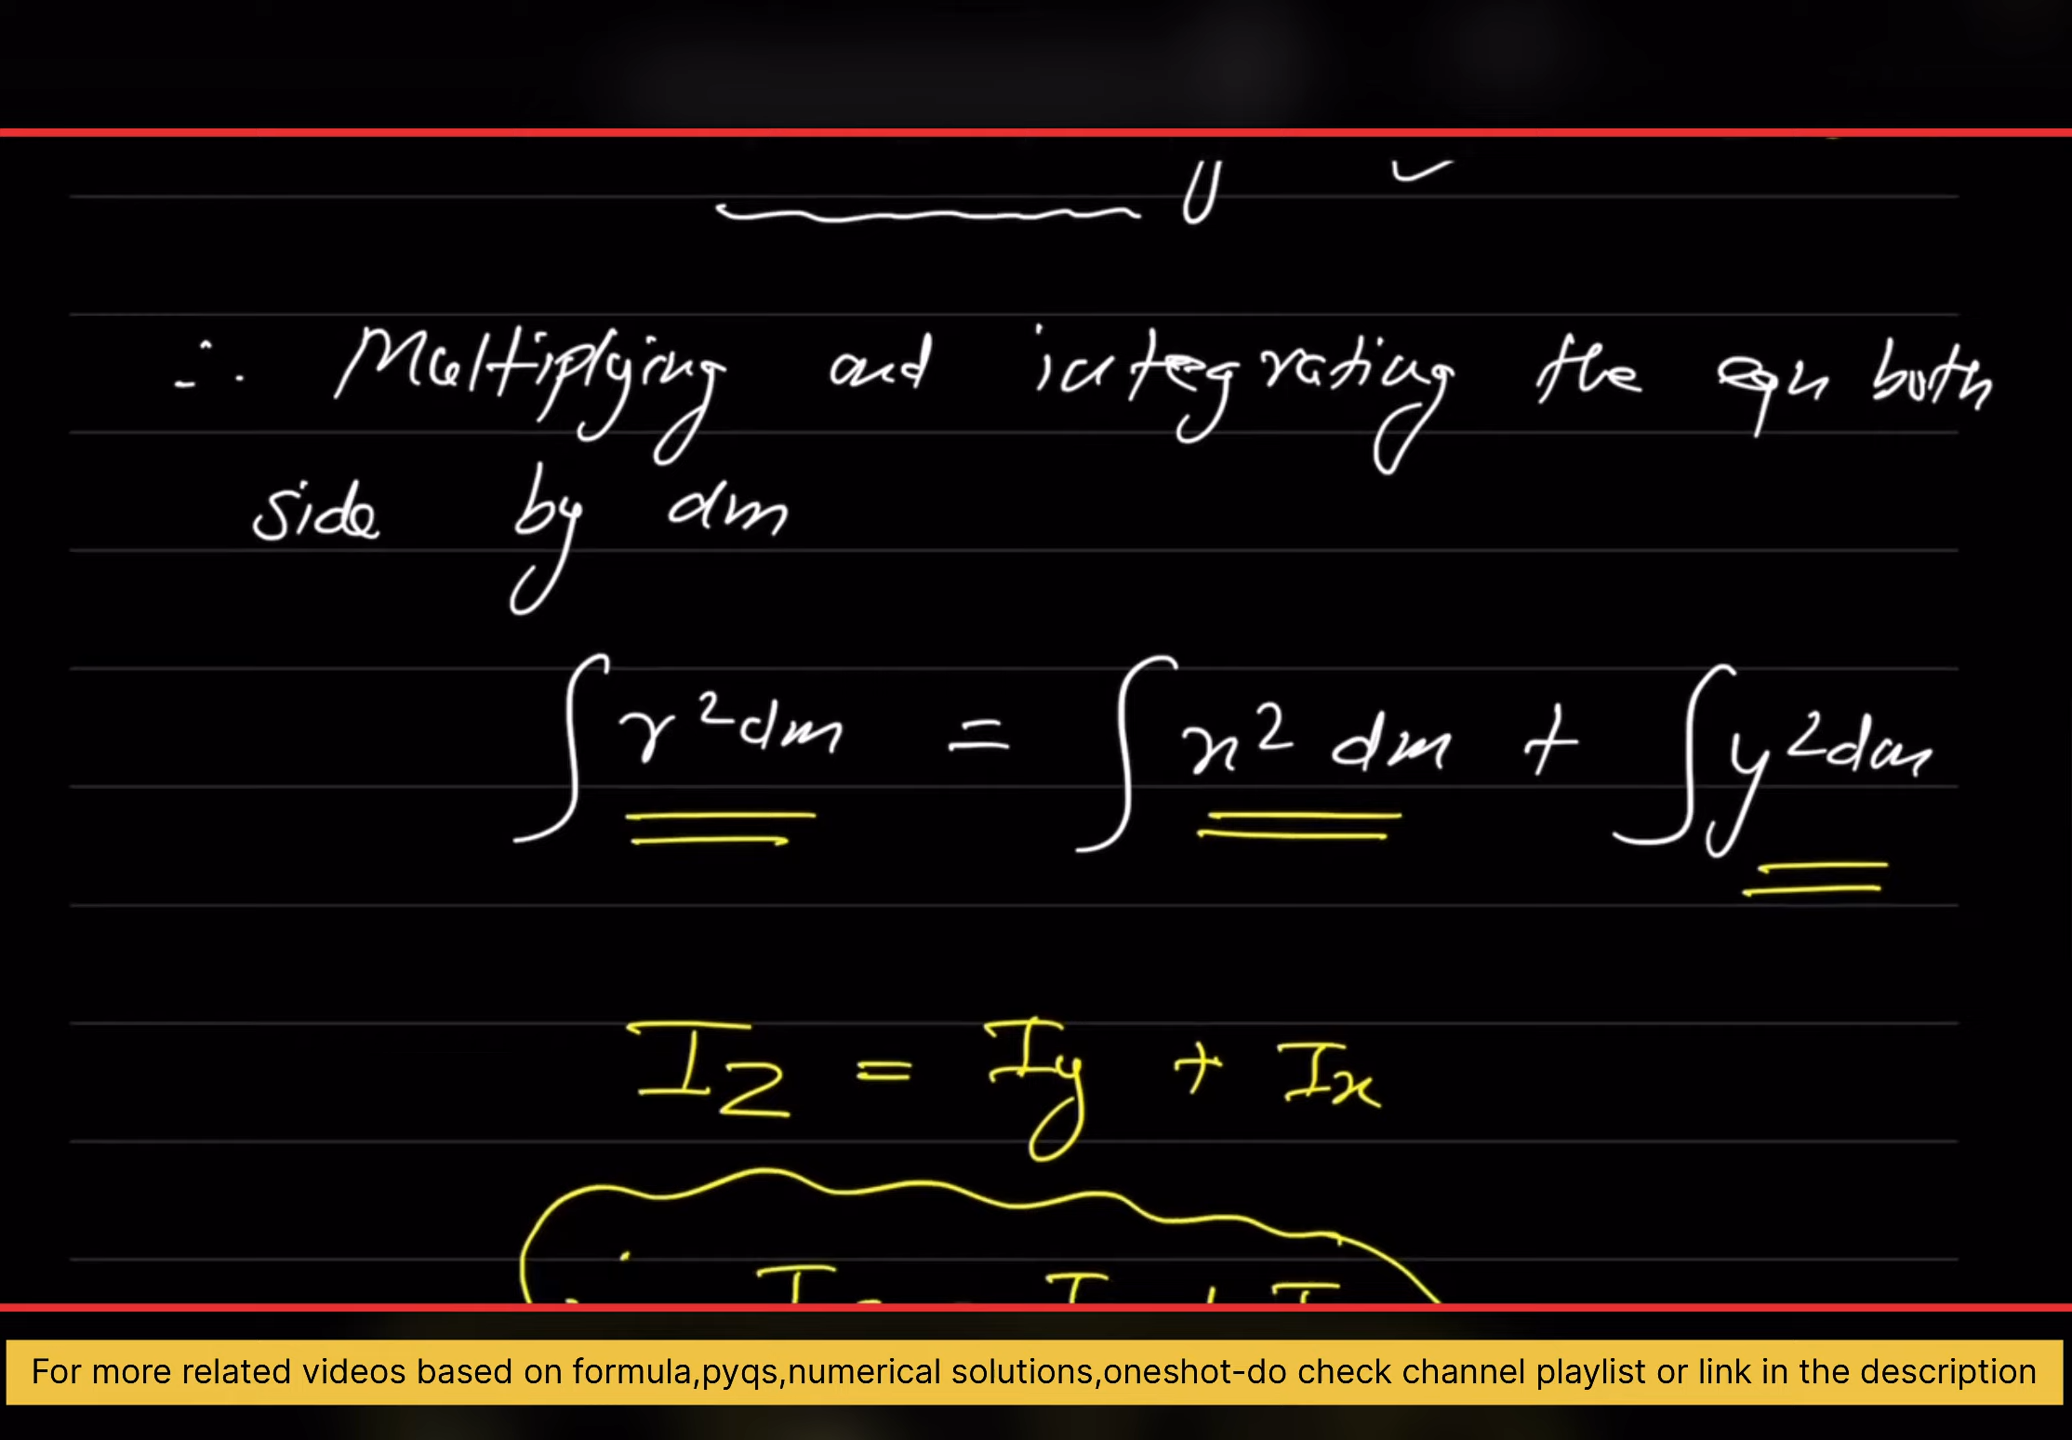 ∴ Multiplying and integrating the eqn both
side by dm
∫r²dm = ∫x² dm + ∫y²dm
Iz = Iy + Ix
For more related videos based on formula,pyqs,numerical solutions,oneshot-do check channel playlist or link in the description